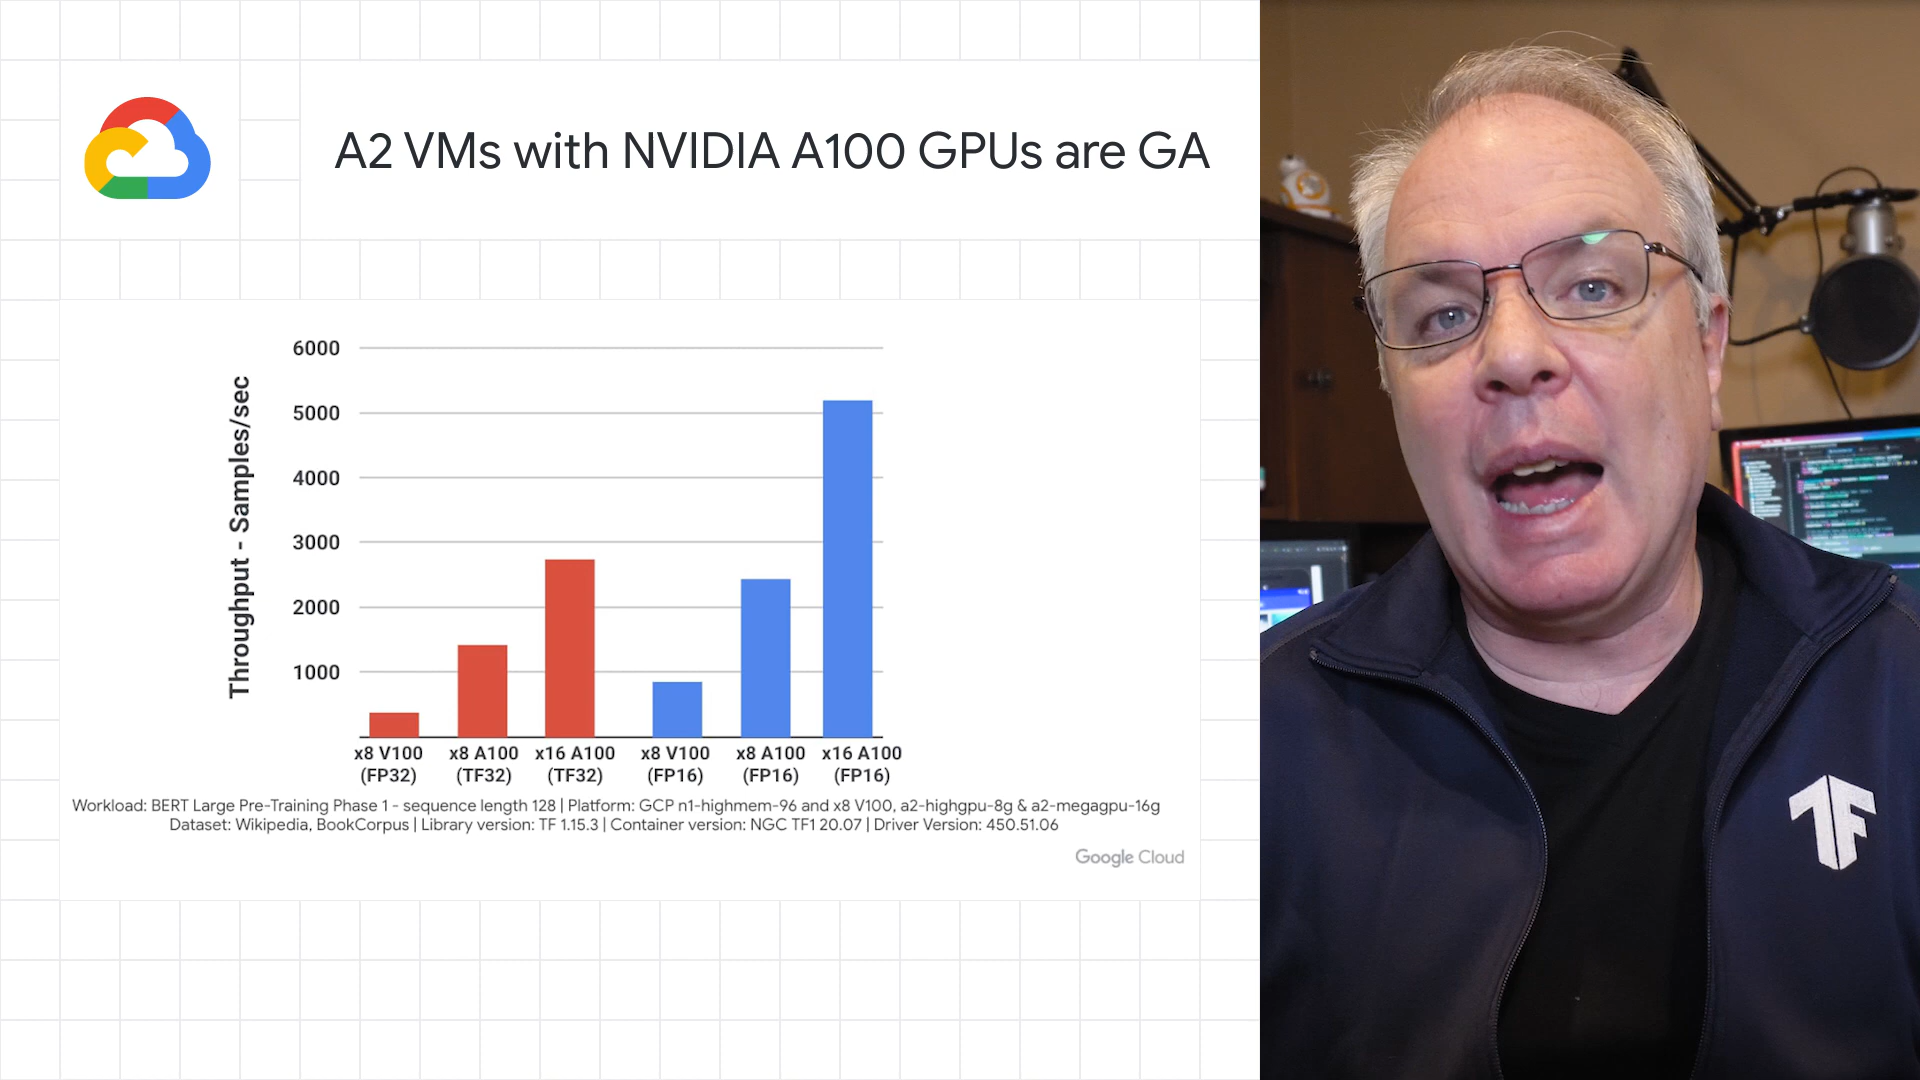 A2 VMs with NVIDIA A100 GPUs are GA
Throughput - Samples/sec
6000
5000
4000
3000
2000
1000
x8 V100 (FP32)
x8 A100 (TF32)
x16 A100 (TF32)
x8 V100 (FP16)
x8 A100 (FP16)
x16 A100 (FP16)
Workload: BERT Large Pre-Training Phase 1 - sequence length 128 | Platform: GCP n1-highmem-96 and x8 V100, a2-highgpu-8g & a2-megagpu-16g
Dataset: Wikipedia, BookCorpus | Library version: TF 1.15.3 | Container version: NGC TF1 20.07 | Driver Version: 450.51.06
Google Cloud